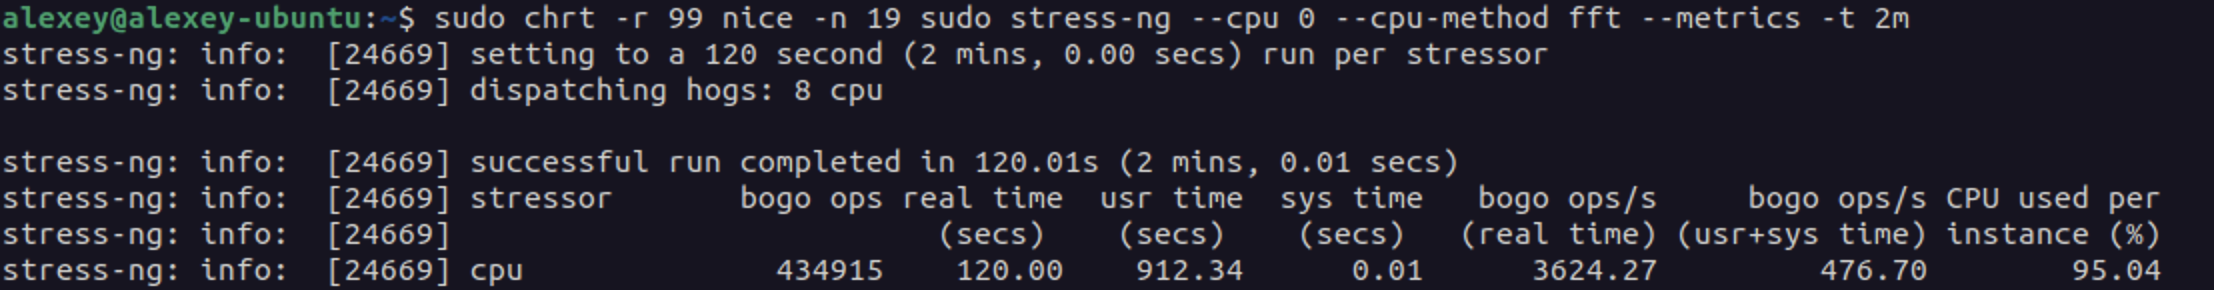 alexey@alexey-ubuntu:~$ sudo chrt -r 99 nice -n 19 sudo stress-ng --cpu 0 --cpu-method fft --metrics -t 2m
stress-ng: info:  [24669] setting to a 120 second (2 mins, 0.00 secs) run per stressor
stress-ng: info:  [24669] dispatching hogs: 8 cpu
stress-ng: info:  [24669] successful run completed in 120.01s (2 mins, 0.01 secs)
stress-ng: info:  [24669] stressor       bogo ops real time  usr time  sys time   bogo ops/s     bogo ops/s CPU used per
stress-ng: info:  [24669]                           (secs)    (secs)    (secs)   (real time) (usr+sys time) instance (%)
stress-ng: info:  [24669] cpu              434915    120.00    912.34      0.01      3624.27         476.70        95.04